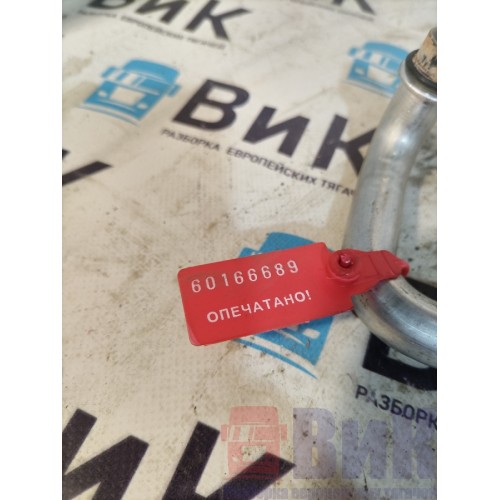 ВиК
РАЗБОРКА ЕВРОПЕЙСКИХ ТЯГАЧ
60166689
ОПЕЧАТАНО!
РАЗБОРК
ВиК